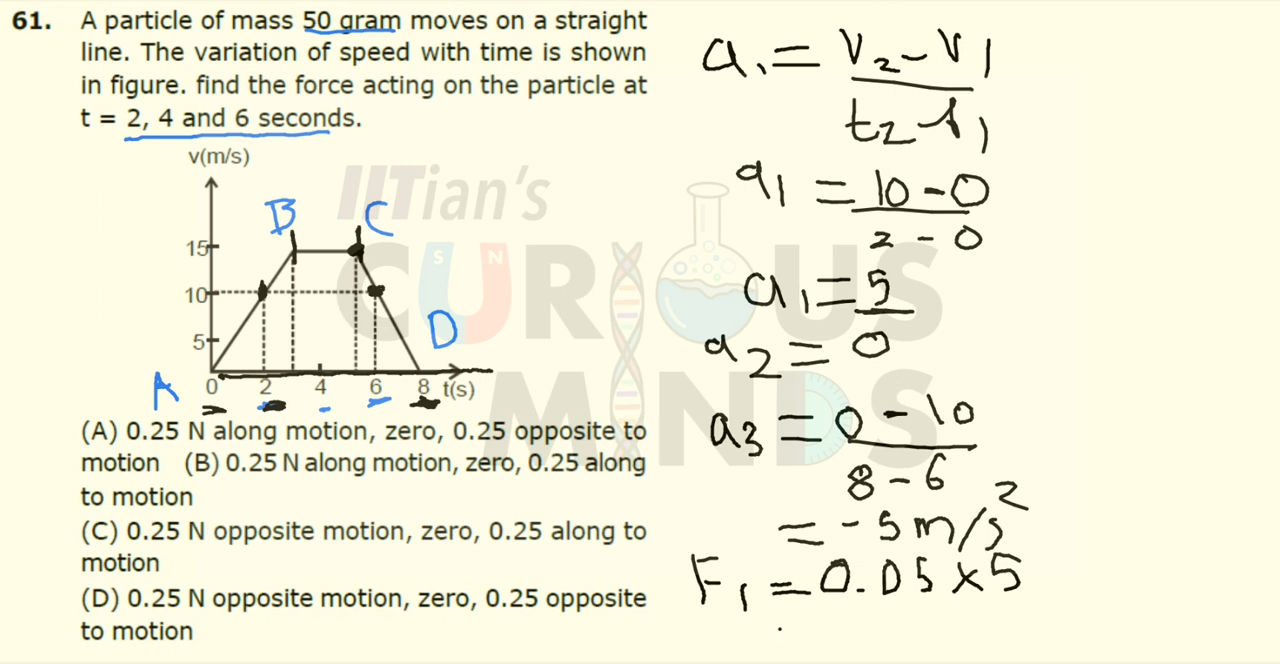 61. A particle of mass 50 gram moves on a straight
line. The variation of speed with time is shown
in figure. find the force acting on the particle at
t = 2, 4 and 6 seconds.
v(m/s)
B C
15
10
D
5
A 0 2 4 6 8 t(s)
(A) 0.25 N along motion, zero, 0.25 opposite to
motion (B) 0.25 N along motion, zero, 0.25 along
to motion
(C) 0.25 N opposite motion, zero, 0.25 along to
motion
(D) 0.25 N opposite motion, zero, 0.25 opposite
to motion
a₁ = V₂ - V₁
t₂ - t₁
a₁ = 10 - 0
2 - 0
a₁ = 5
a₂ = 0
a₃ = 0 - 10
8 - 6
= -5 m/s²
F₁ = 0.05 × 5
IITian's
CURIOUS
S N
MINDS